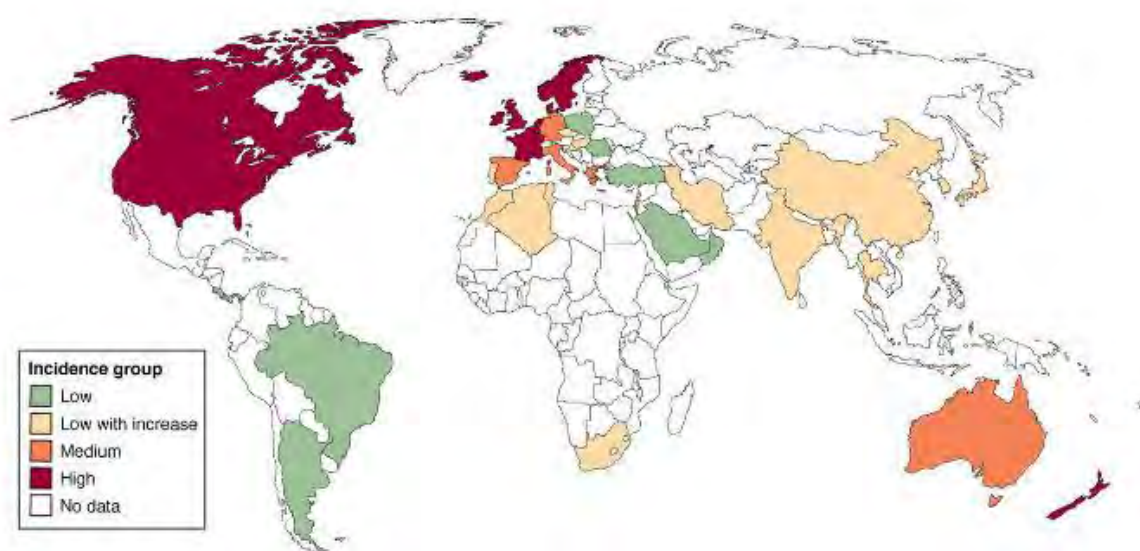 Incidence group
Low
Low with increase
Medium
High
No data